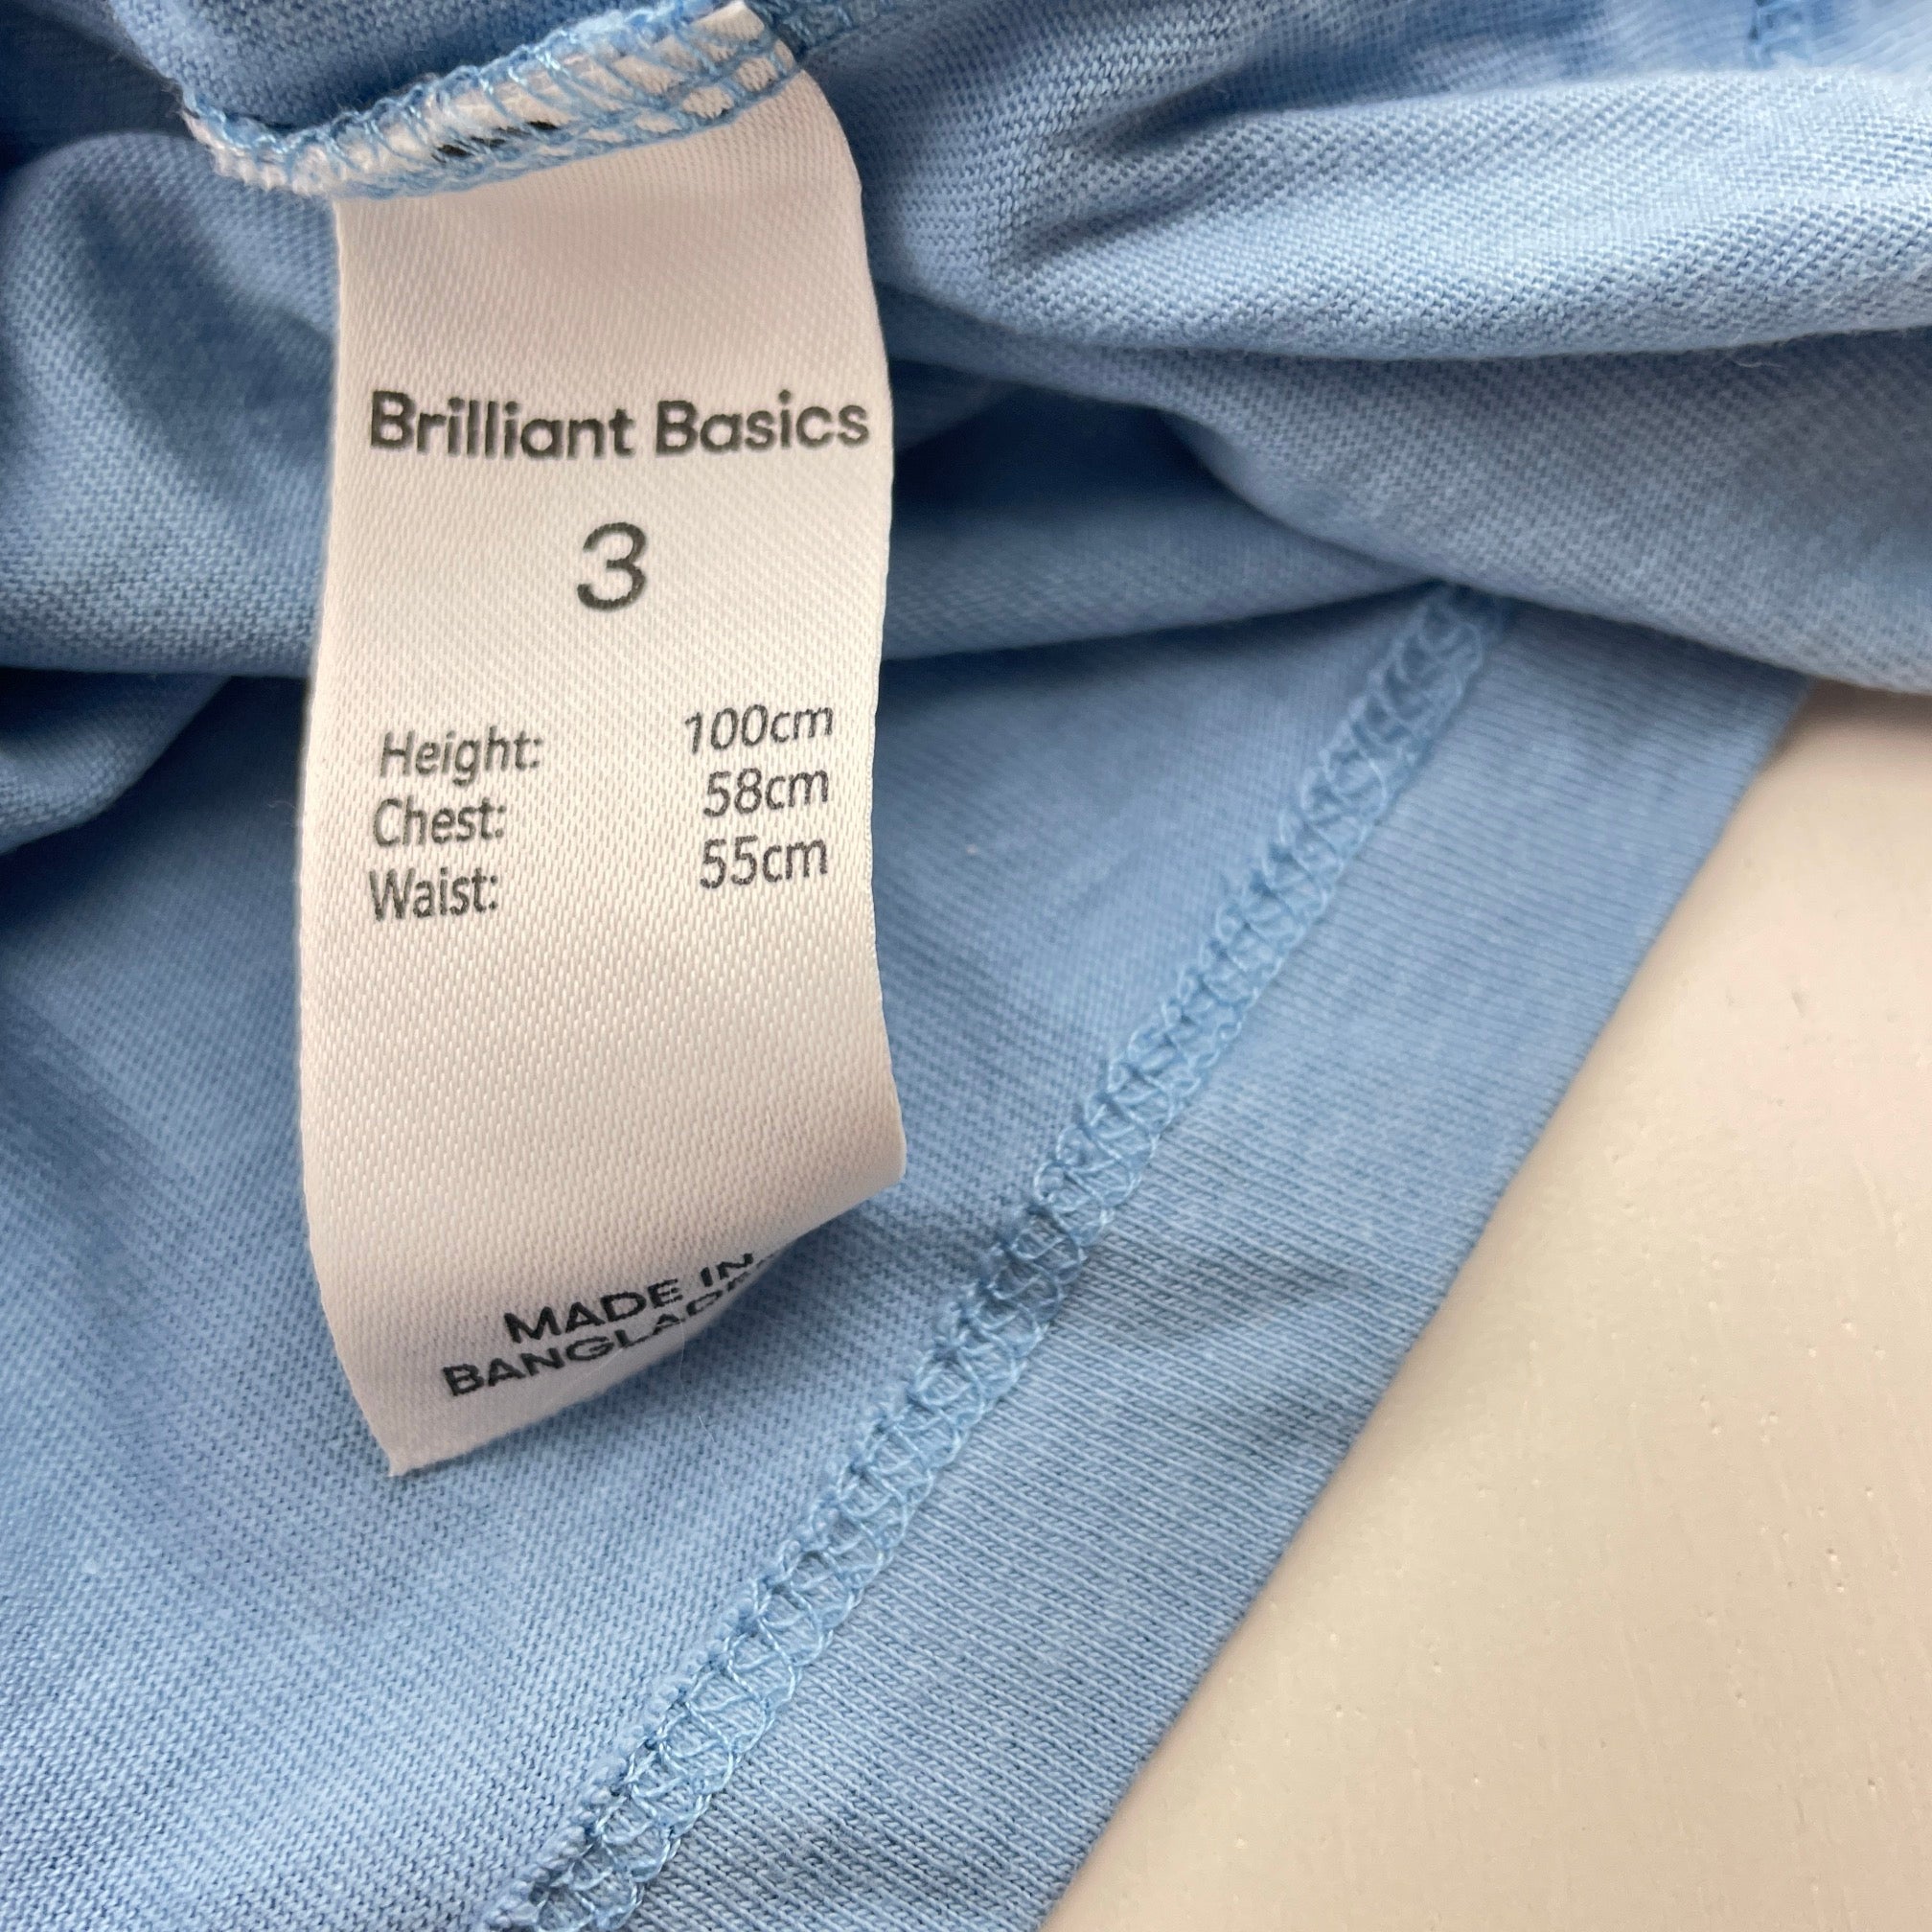 Brilliant Basics
3
Height: 100cm
Chest: 58cm
Waist: 55cm
MADE IN